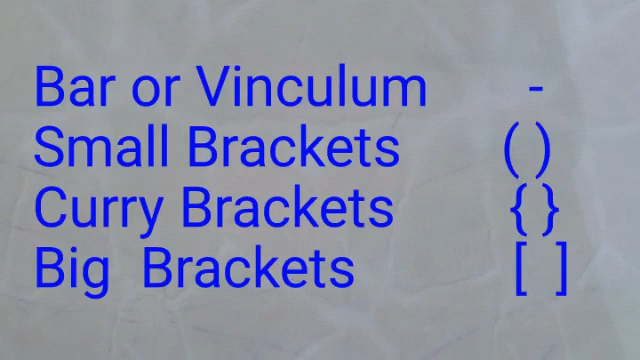 Bar or Vinculum -
Small Brackets ( )
Curry Brackets { }
Big Brackets [ ]